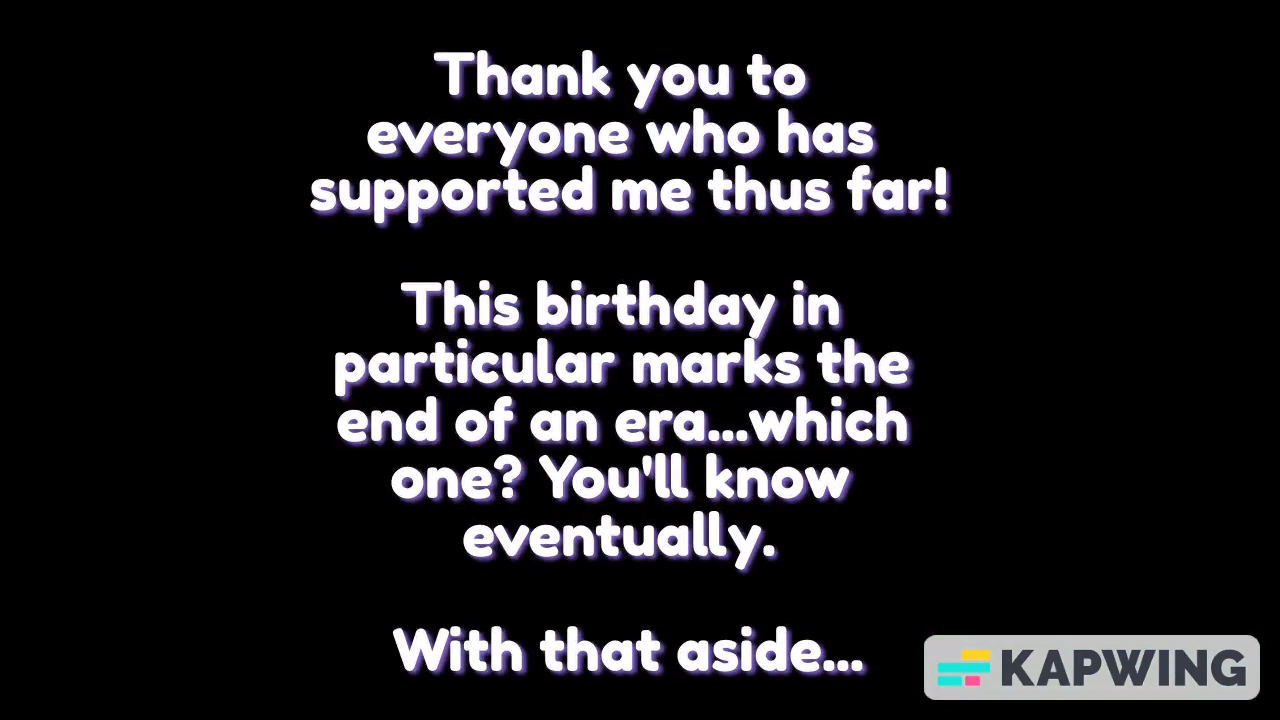 Thank you to
everyone who has
supported me thus far!
This birthday in
particular marks the
end of an era...which
one? You'll know
eventually.
With that aside...
KAPWING